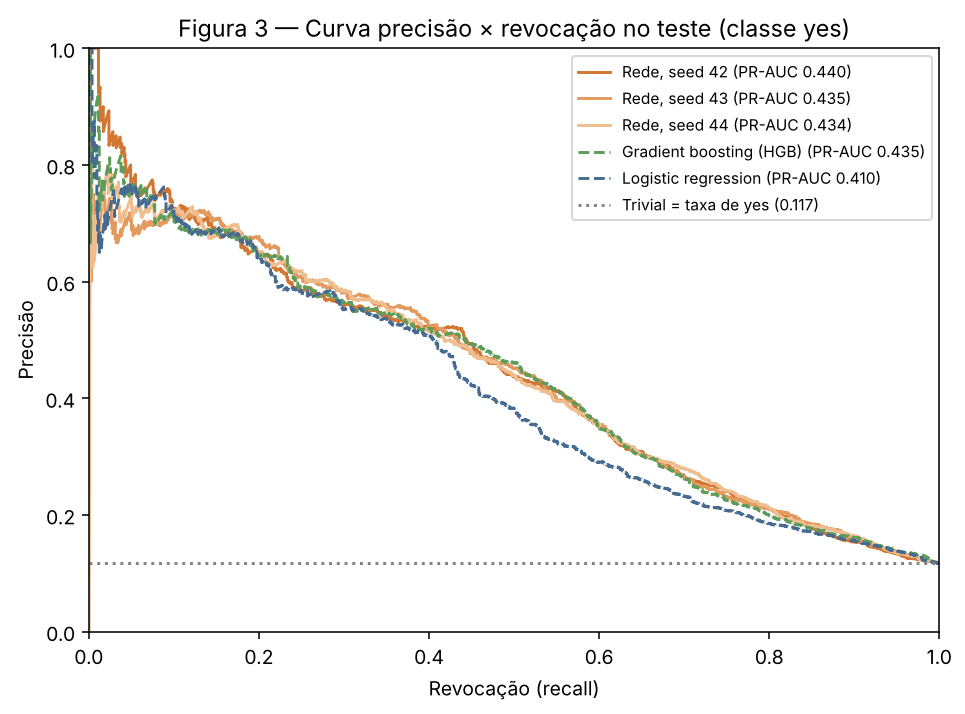 Figura 3 — Curva precisão × revocação no teste (classe yes)
Rede, seed 42 (PR-AUC 0.440)
Rede, seed 43 (PR-AUC 0.435)
Rede, seed 44 (PR-AUC 0.434)
Gradient boosting (HGB) (PR-AUC 0.435)
Logistic regression (PR-AUC 0.410)
Trivial = taxa de yes (0.117)
Precisão
1.0
0.8
0.6
0.4
0.2
0.0
0.0 0.2 0.4 0.6 0.8 1.0
Revocação (recall)